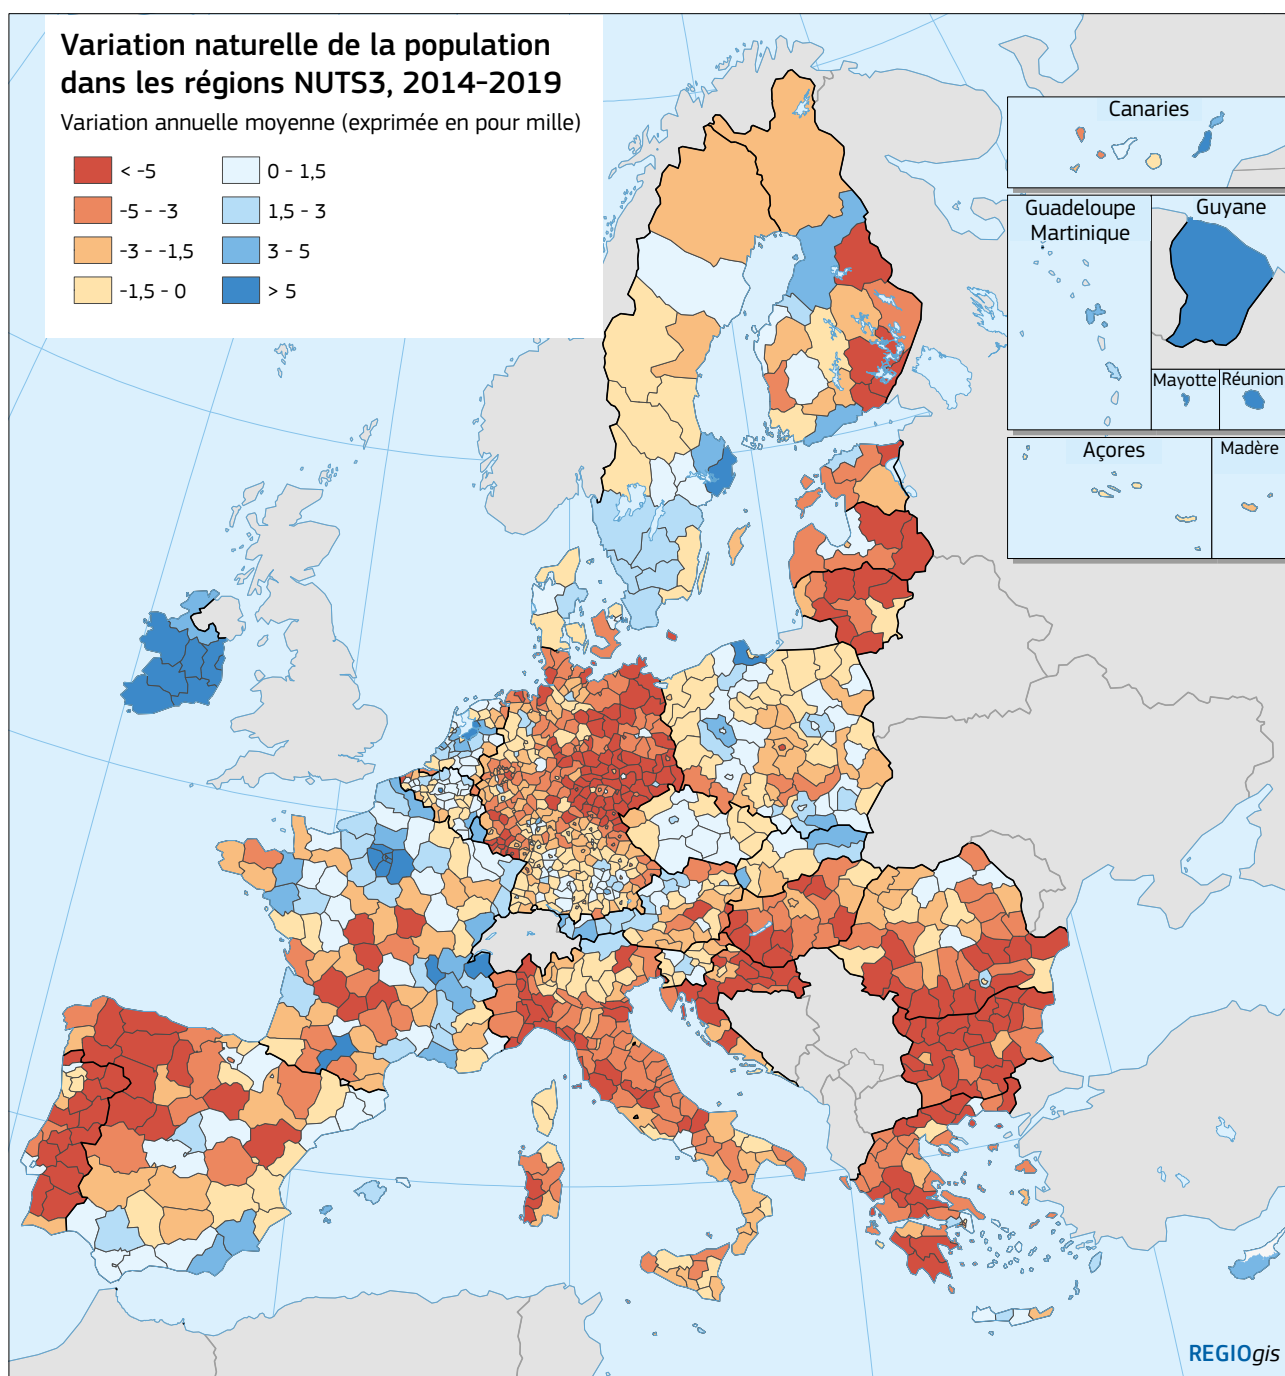 Variation naturelle de la population
dans les régions NUTS3, 2014-2019
Variation annuelle moyenne (exprimée en pour mille)
< -5
-5 - -3
-3 - -1,5
-1,5 - 0
0 - 1,5
1,5 - 3
3 - 5
> 5
Canaries
Guadeloupe
Martinique
Guyane
Mayotte
Réunion
Açores
Madère
REGIOgis